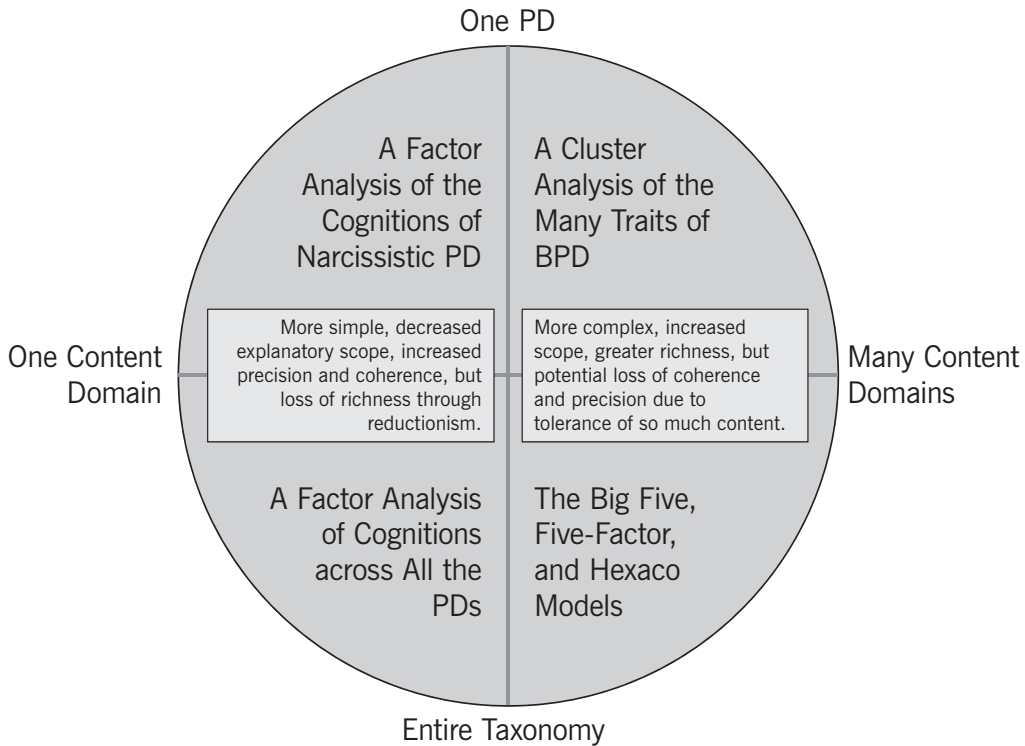 One PD
A Factor
Analysis of the
Cognitions of
Narcissistic PD
A Cluster
Analysis of the
Many Traits of
BPD
One Content
Domain
More simple, decreased
explanatory scope, increased
precision and coherence, but
loss of richness through
reductionism.
More complex, increased
scope, greater richness, but
potential loss of coherence
and precision due to
tolerance of so much content.
Many Content
Domains
A Factor Analysis
of Cognitions
across All the
PDs
The Big Five,
Five-Factor,
and Hexaco
Models
Entire Taxonomy